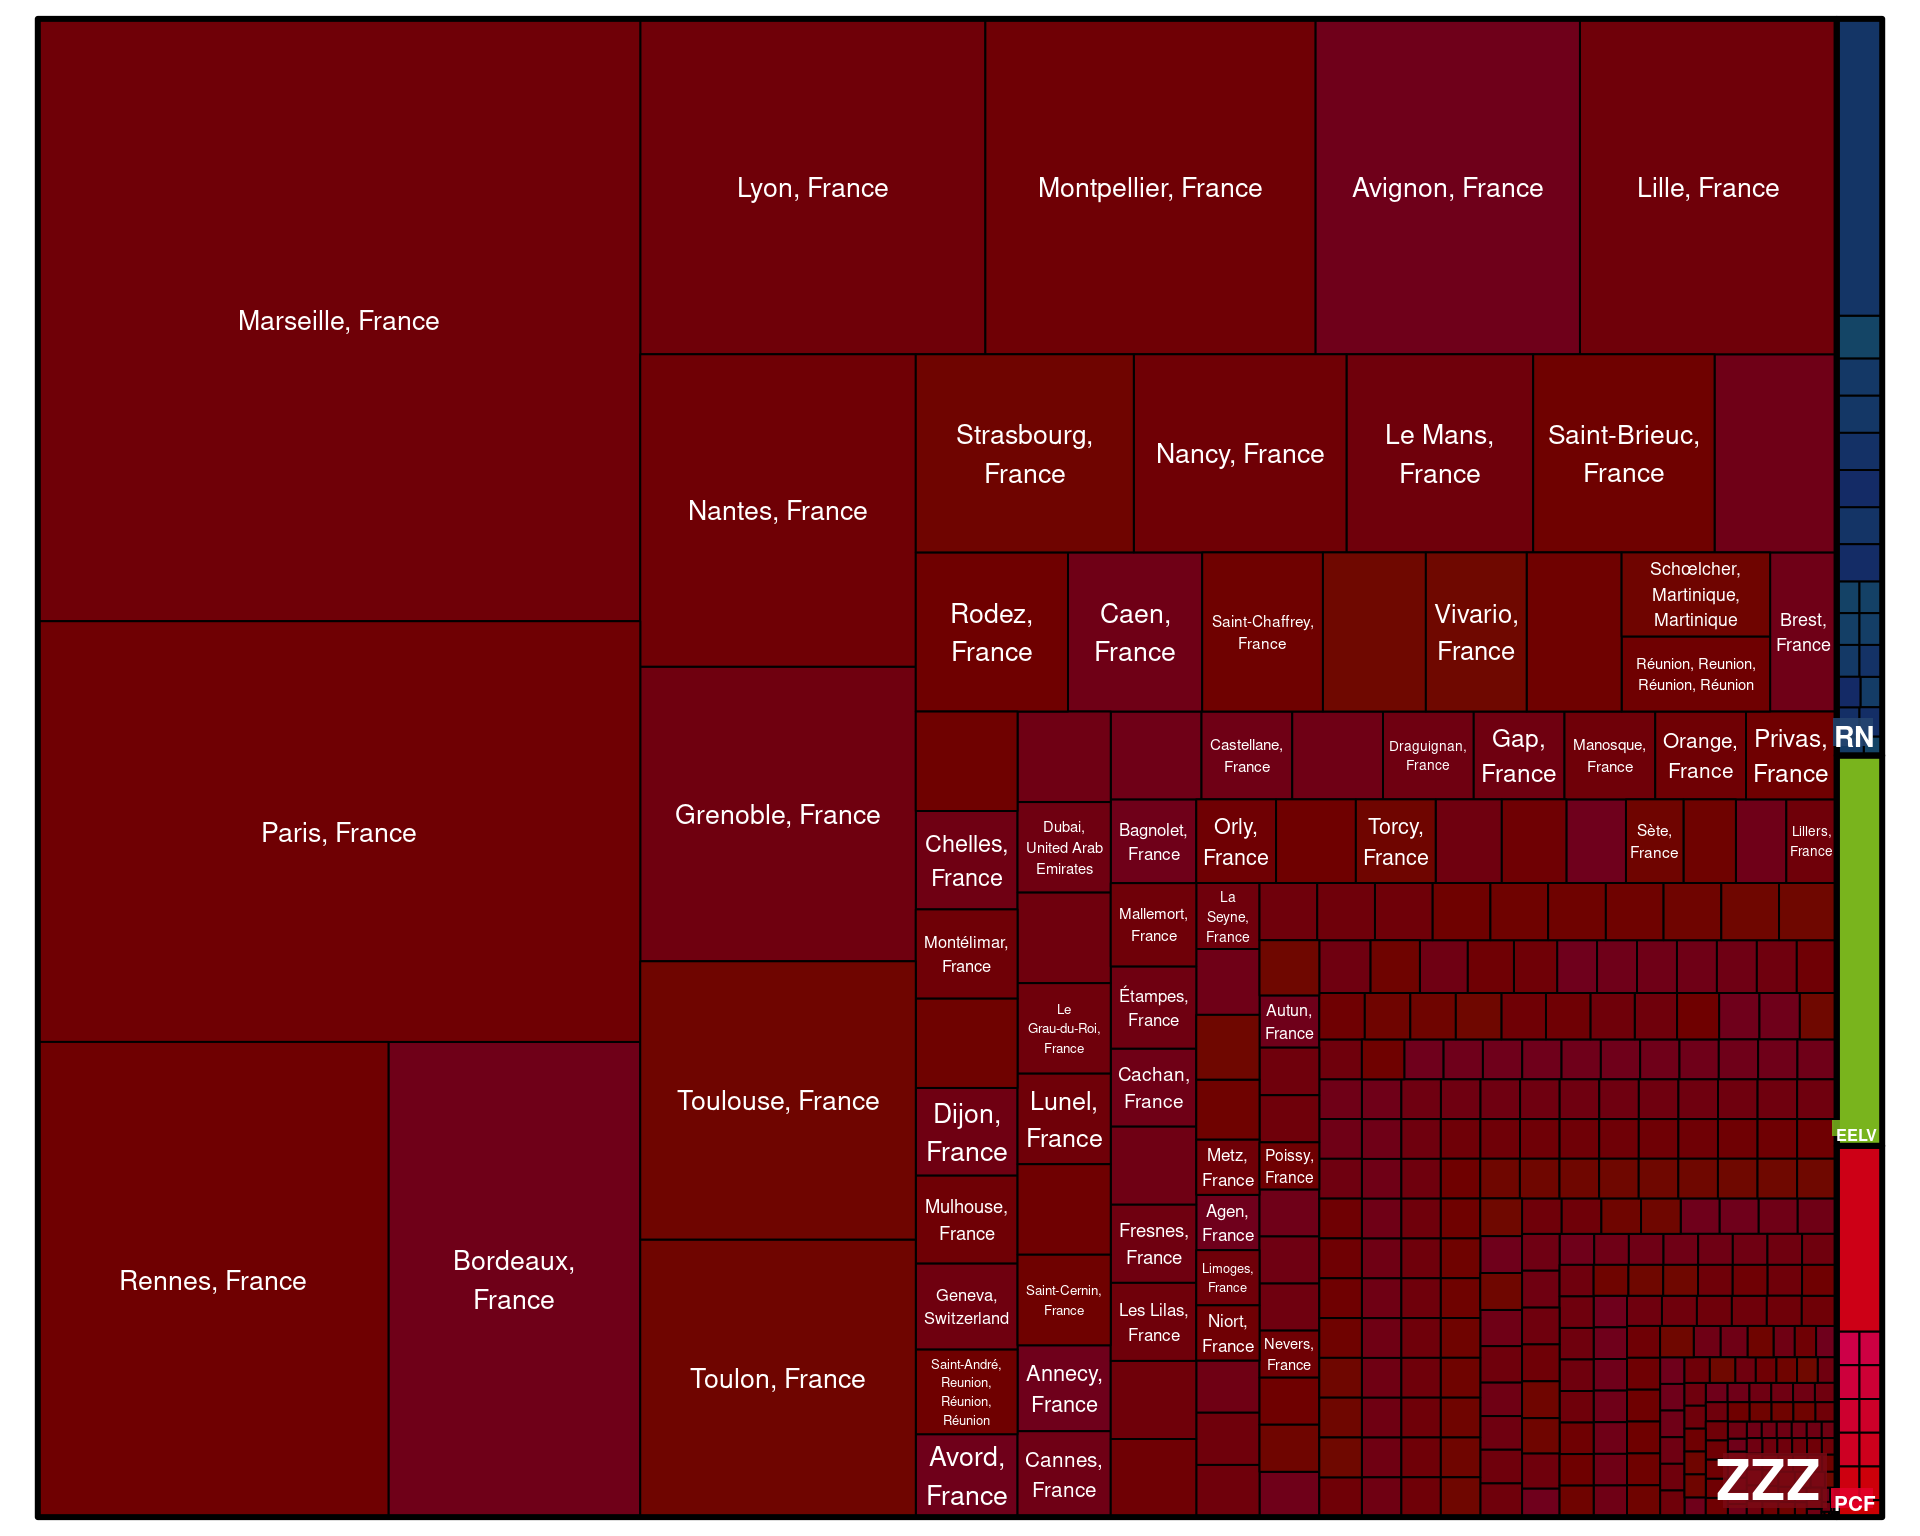 Marseille, France
Paris, France
Rennes, France
Bordeaux,
France
Lyon, France
Montpellier, France
Avignon, France
Lille, France
Nantes, France
Grenoble, France
Toulouse, France
Toulon, France
Strasbourg,
France
Nancy, France
Le Mans,
France
Saint-Brieuc,
France
Rodez,
France
Caen,
France
Saint-Chaffrey,
France
Vivario,
France
Schœlcher,
Martinique,
Martinique
Réunion, Reunion,
Réunion, Réunion
Brest,
France
Chelles,
France
Montélimar,
France
Dijon,
France
Mulhouse,
France
Geneva,
Switzerland
Saint-André,
Reunion,
Réunion,
Réunion
Avord,
France
Dubai,
United Arab
Emirates
Le
Grau-du-Roi,
France
Lunel,
France
Saint-Cernin,
France
Annecy,
France
Cannes,
France
Castellane,
France
Draguignan,
France
Gap,
France
Manosque,
France
Orange,
France
Privas,
France
Bagnolet,
France
Mallemort,
France
Étampes,
France
Cachan,
France
Fresnes,
France
Les Lilas,
France
Orly,
France
Torcy,
France
Sète,
France
Lillers,
France
La
Seyne,
France
Metz,
France
Agen,
France
Limoges,
France
Niort,
France
Autun,
France
Poissy,
France
Nevers,
France
ZZZ
RN
EELV
PCF